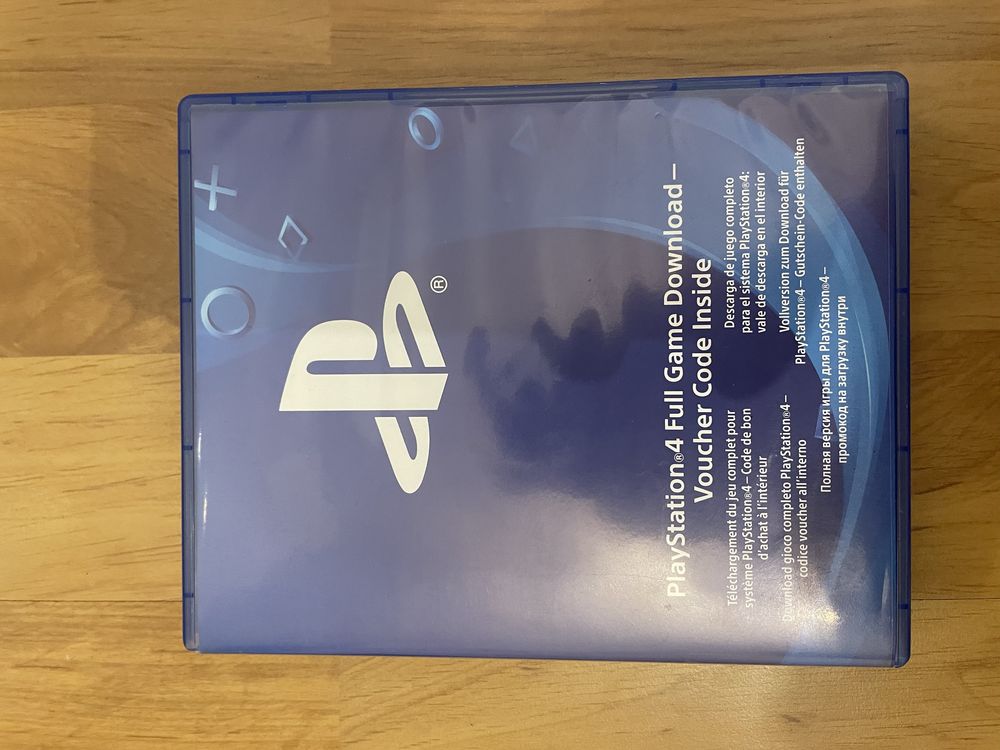 ®
PlayStation®4 Full Game Download –
Voucher Code Inside
Téléchargement du jeu complet pour
système PlayStation®4 – Code de bon
d'achat à l'intérieur
Descarga de juego completo
para el sistema PlayStation®4:
vale de descarga en el interior
Download gioco completo PlayStation®4 –
codice voucher all'interno
Vollversion zum Download für
PlayStation®4 – Gutschein-Code enthalten
Полная версия игры для PlayStation®4 –
промокод на загрузку внутри